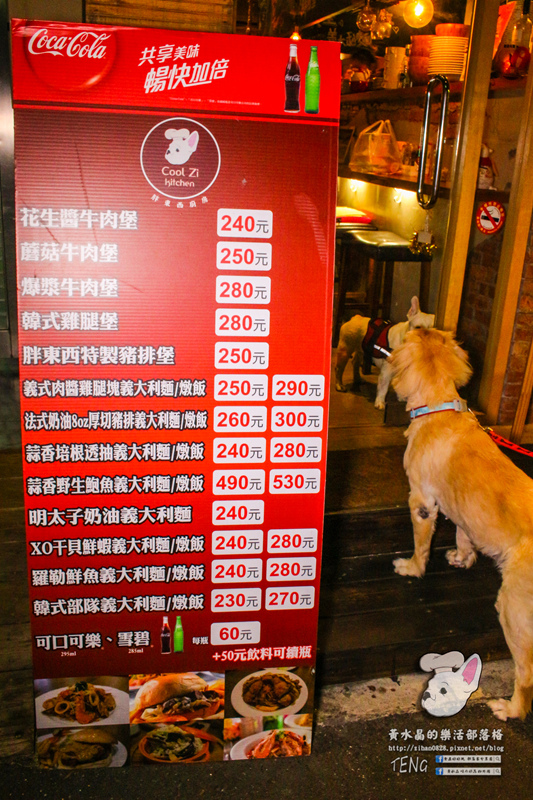 Coca-Cola
共享美味
暢快加倍
Cool Zi
kitchen
胖東西廚房
花生醬牛肉堡 240元
蘑菇牛肉堡 250元
爆漿牛肉堡 280元
韓式雞腿堡 280元
胖東西特製豬排堡 250元
義式肉醬雞腿塊義大利麵/燉飯 250元 290元
法式奶油8oz厚切豬排義大利麵/燉飯 260元 300元
蒜香培根透抽義大利麵/燉飯 240元 280元
蒜香野生鮑魚義大利麵/燉飯 490元 530元
明太子奶油義大利麵 240元
XO干貝鮮蝦義大利麵/燉飯 240元 280元
羅勒鮮魚義大利麵/燉飯 240元 280元
韓式部隊義大利麵/燉飯 230元 270元
可口可樂、雪碧 每瓶 60元
295ml 285ml
+50元飲料可續瓶
黃水晶的樂活部落格
http://sihan0828.pixnet.net/blog
TENG